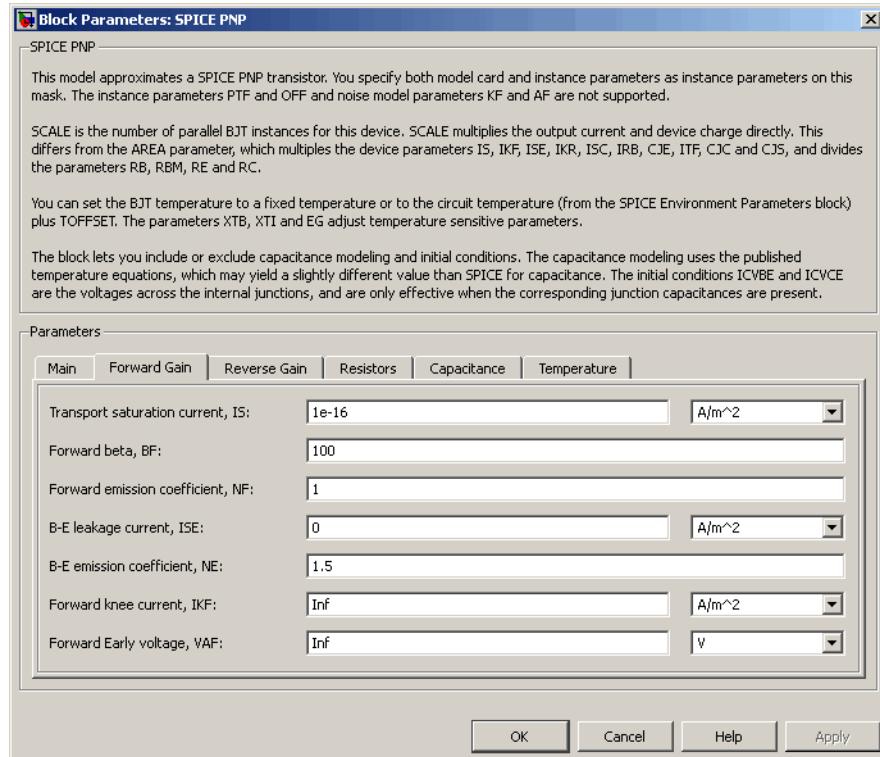 Block Parameters: SPICE PNP
SPICE PNP
This model approximates a SPICE PNP transistor. You specify both model card and instance parameters as instance parameters on this
mask. The instance parameters PTF and OFF and noise model parameters KF and AF are not supported.
SCALE is the number of parallel BJT instances for this device. SCALE multiplies the output current and device charge directly. This
differs from the AREA parameter, which multiplies the device parameters IS, IKF, ISE, IKR, ISC, IRB, CJE, ITF, CJC and CJS, and divides
the parameters RB, RBM, RE and RC.
You can set the BJT temperature to a fixed temperature or to the circuit temperature (from the SPICE Environment Parameters block)
plus TOFFSET. The parameters XTB, XTI and EG adjust temperature sensitive parameters.
The block lets you include or exclude capacitance modeling and initial conditions. The capacitance modeling uses the published
temperature equations, which may yield a slightly different value than SPICE for capacitance. The initial conditions ICVBE and ICVCE
are the voltages across the internal junctions, and are only effective when the corresponding junction capacitances are present.
Parameters
Main Forward Gain Reverse Gain Resistors Capacitance Temperature
Transport saturation current, IS: 1e-16 A/m^2
Forward beta, BF: 100
Forward emission coefficient, NF: 1
B-E leakage current, ISE: 0 A/m^2
B-E emission coefficient, NE: 1.5
Forward knee current, IKF: Inf A/m^2
Forward Early voltage, VAF: Inf V
OK Cancel Help Apply